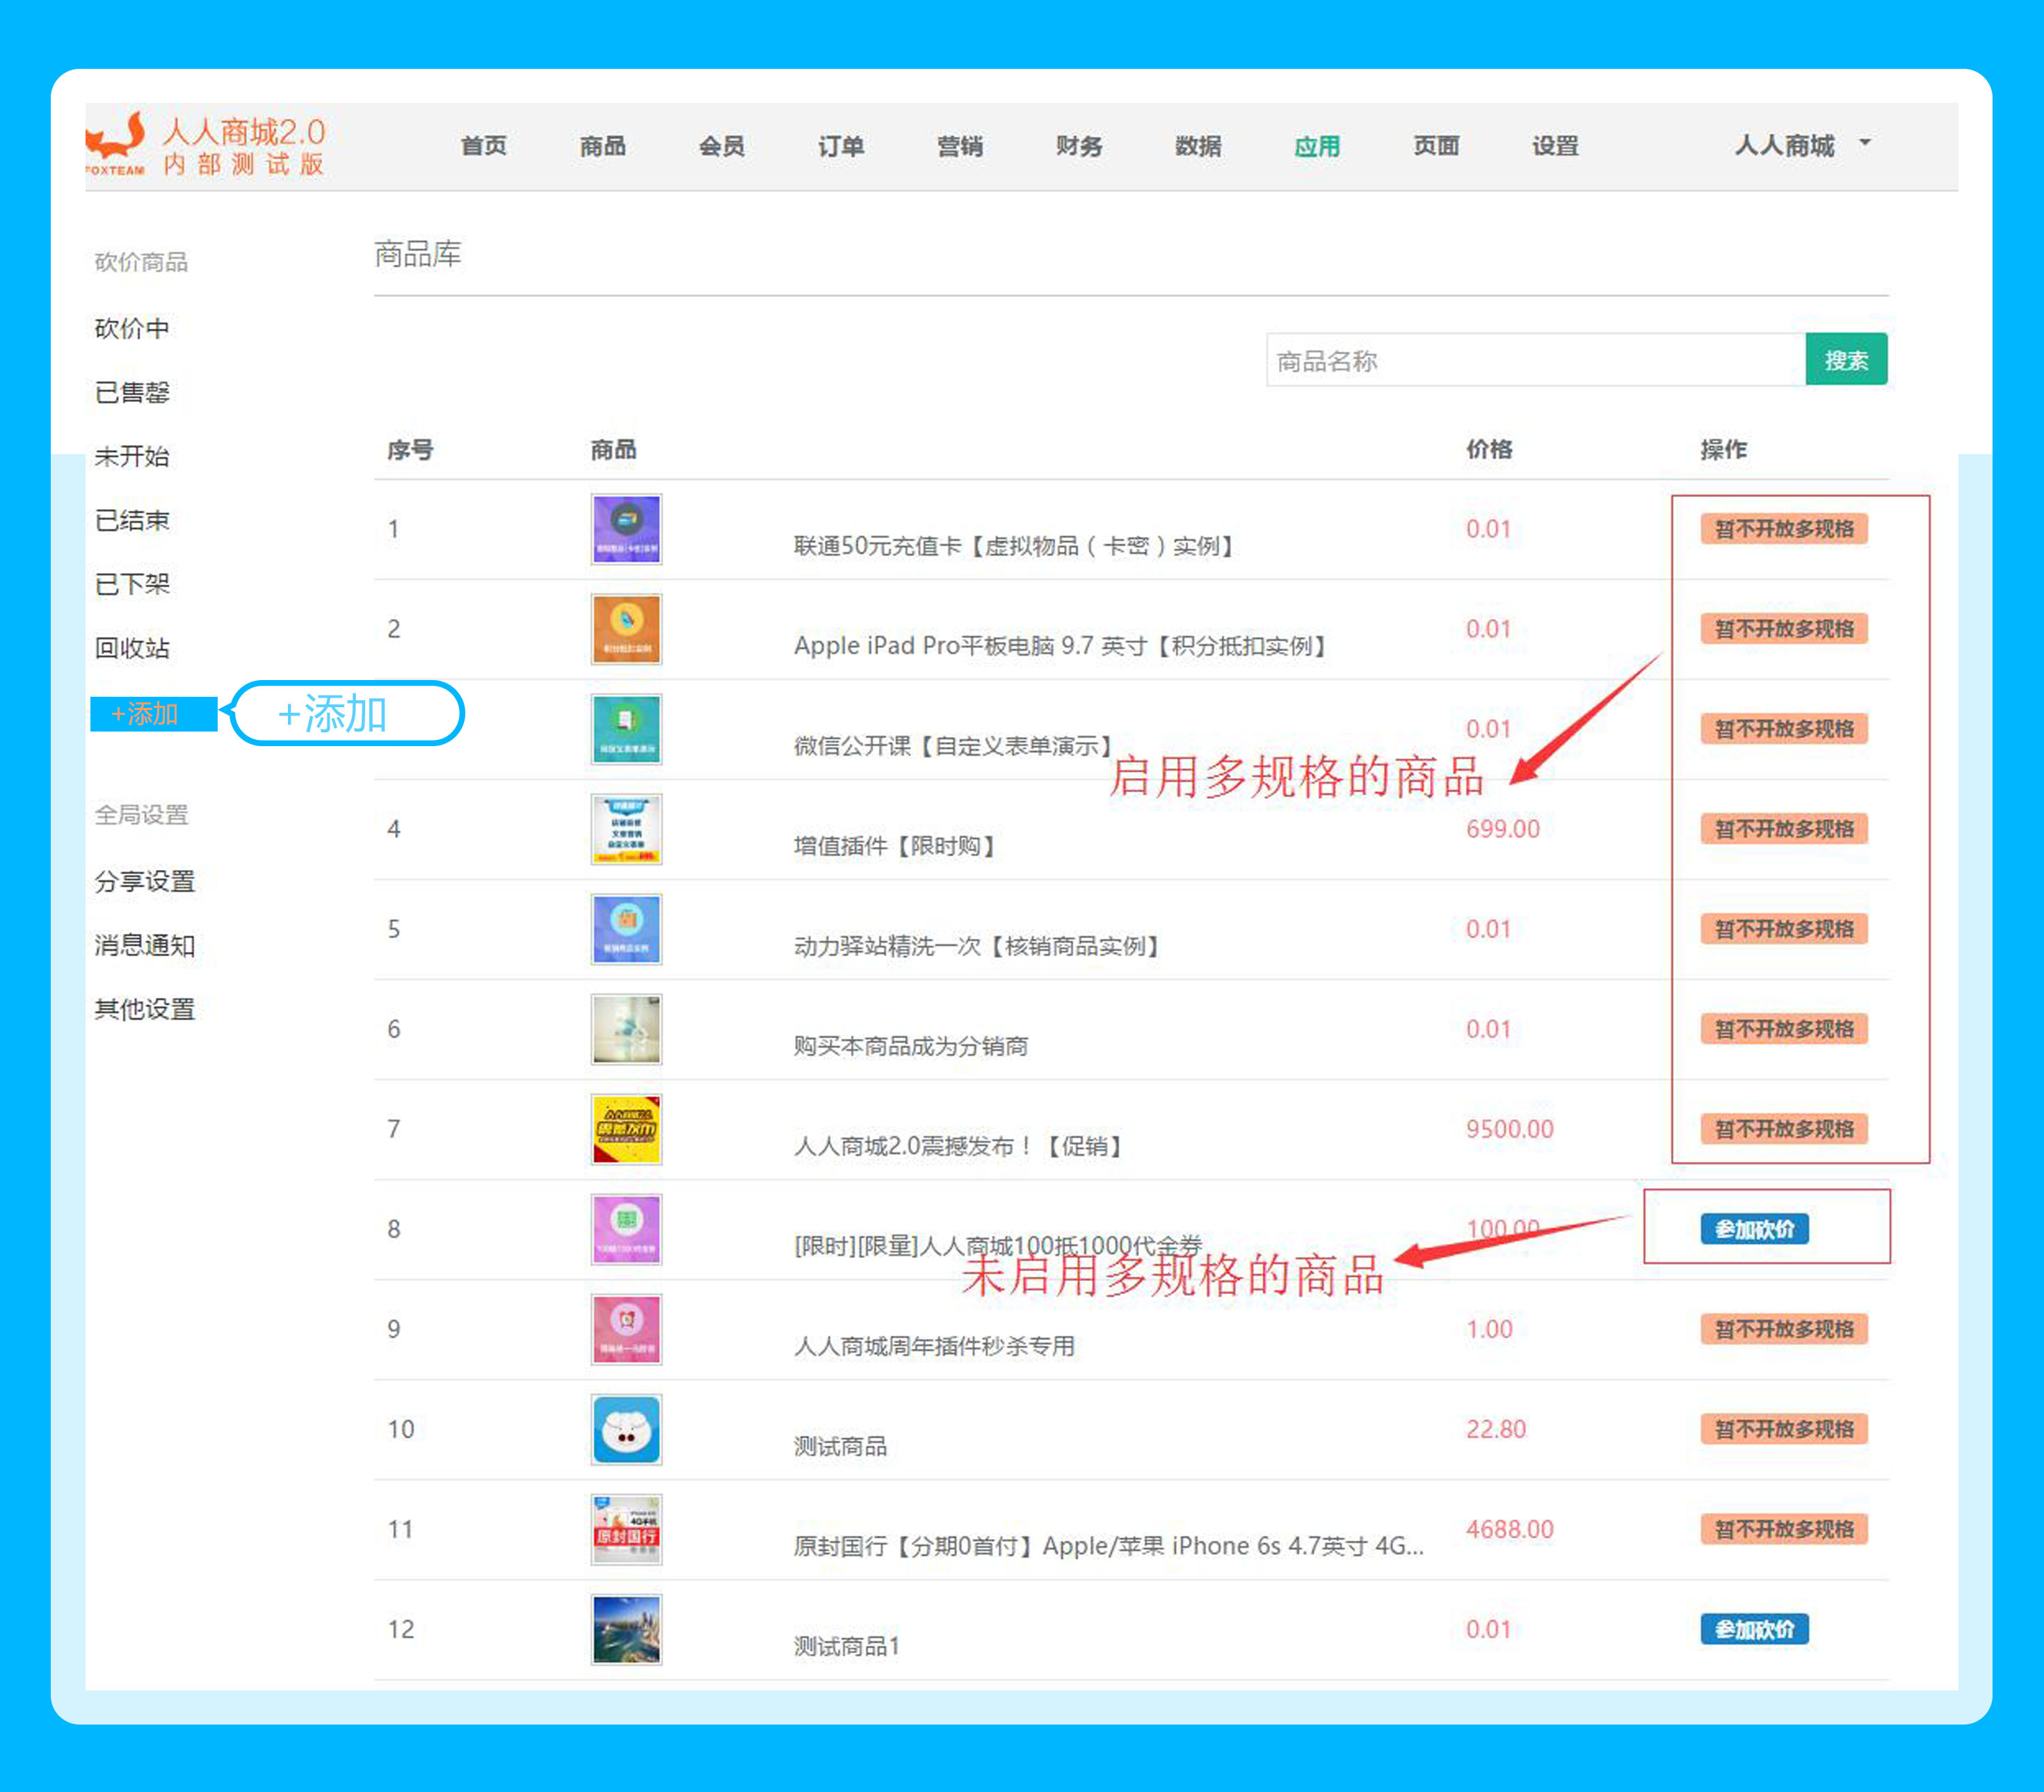 人人商城2.0
内部测试版
FOXTEAM
首页 商品 会员 订单 营销 财务 数据 应用 页面 设置 人人商城
砍价商品
砍价中
已售罄
未开始
已结束
已下架
回收站
+添加
+添加
全局设置
分享设置
消息通知
其他设置
商品库
商品名称 搜索
序号 商品 价格 操作
1 联通50元充值卡【虚拟物品（卡密）实例】 0.01 暂不开放多规格
2 Apple iPad Pro平板电脑 9.7 英寸【积分抵扣实例】 0.01 暂不开放多规格
微信公开课【自定义表单演示】 0.01 暂不开放多规格
启用多规格的商品
4 增值插件【限时购】 699.00 暂不开放多规格
5 动力驿站精洗一次【核销商品实例】 0.01 暂不开放多规格
6 购买本商品成为分销商 0.01 暂不开放多规格
7 人人商城2.0震撼发布！【促销】 9500.00 暂不开放多规格
8 [限时][限量]人人商城100抵1000代金券 100.00 参加砍价
未启用多规格的商品
9 人人商城周年插件秒杀专用 1.00 暂不开放多规格
10 测试商品 22.80 暂不开放多规格
11 原封国行 原封国行【分期0首付】Apple/苹果 iPhone 6s 4.7英寸 4G... 4688.00 暂不开放多规格
12 测试商品1 0.01 参加砍价